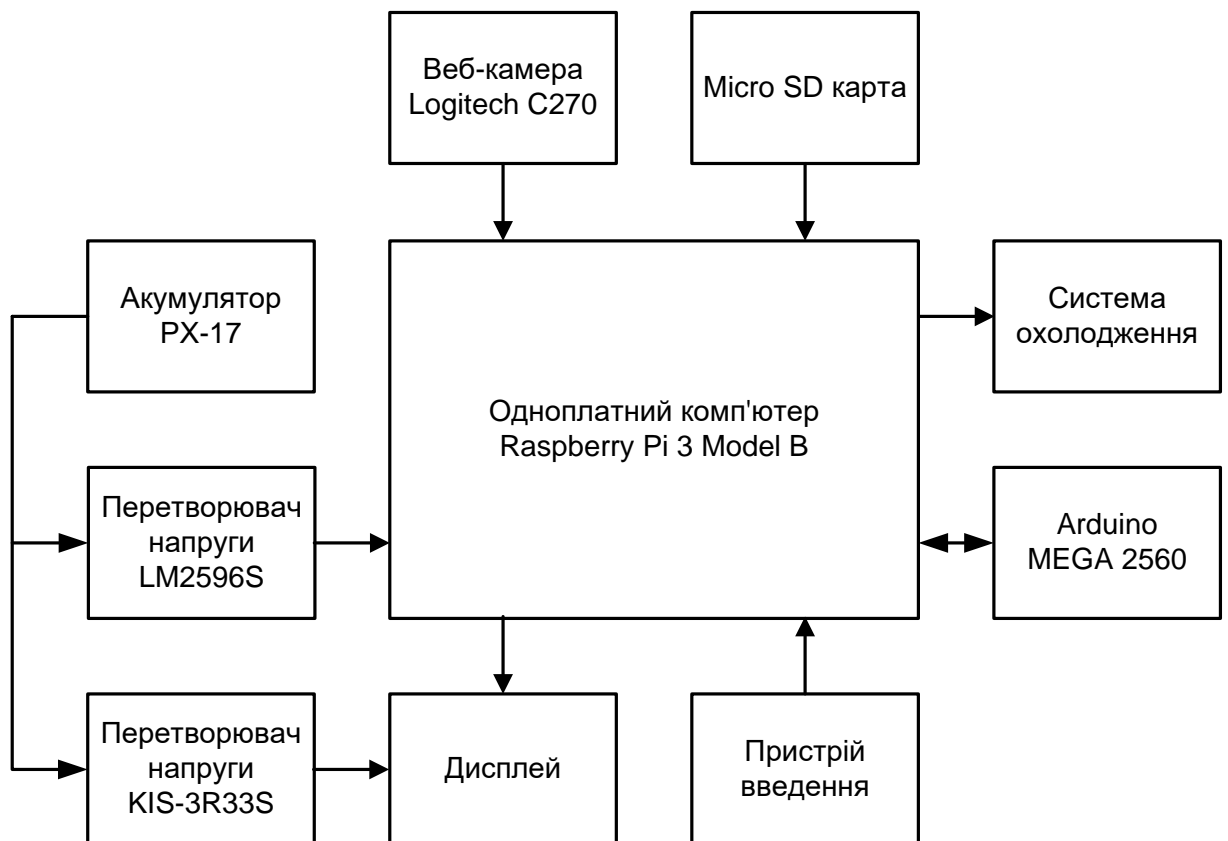 Веб-камера
Logitech C270
Micro SD карта
Акумулятор
PX-17
Система
охолодження
Одноплатний комп'ютер
Raspberry Pi 3 Model B
Перетворювач
напруги
LM2596S
Arduino
MEGA 2560
Перетворювач
напруги
KIS-3R33S
Дисплей
Пристрій
введення